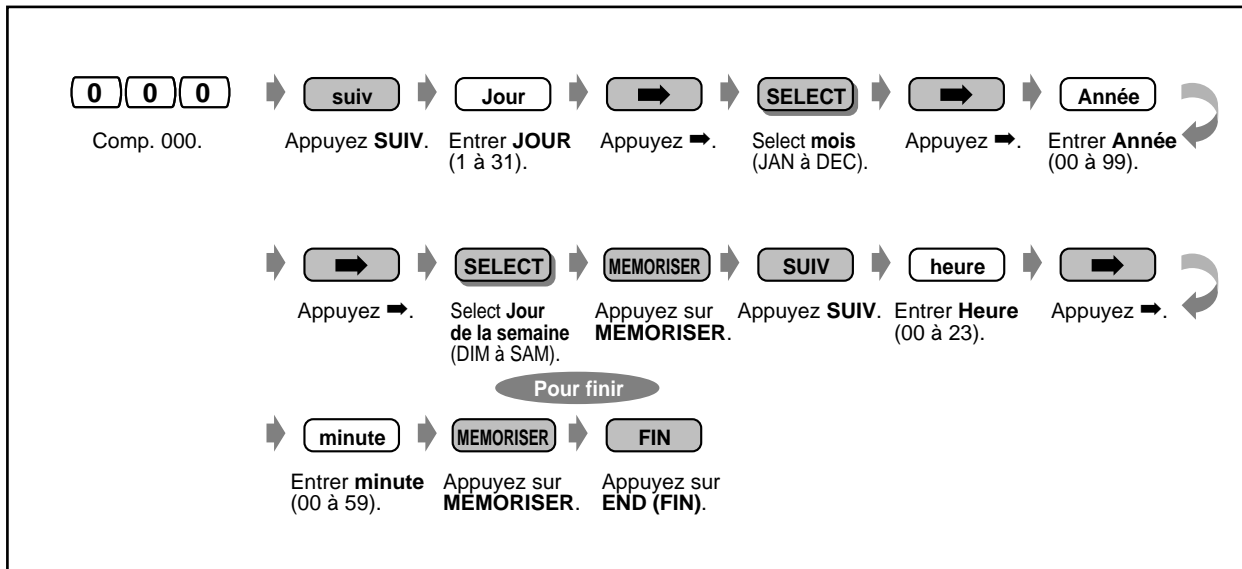 0 0 0 suiv Jour ➡ SELECT ➡ Année
Comp. 000. Appuyez SUIV. Entrer JOUR (1 à 31). Appuyez ➡. Select mois (JAN à DEC). Appuyez ➡. Entrer Année (00 à 99).
➡ SELECT MEMORISER SUIV heure ➡
Appuyez ➡. Select Jour de la semaine (DIM à SAM). Appuyez sur MEMORISER. Appuyez SUIV. Entrer Heure (00 à 23). Appuyez ➡.
Pour finir
minute MEMORISER FIN
Entrer minute (00 à 59). Appuyez sur MEMORISER. Appuyez sur END (FIN).